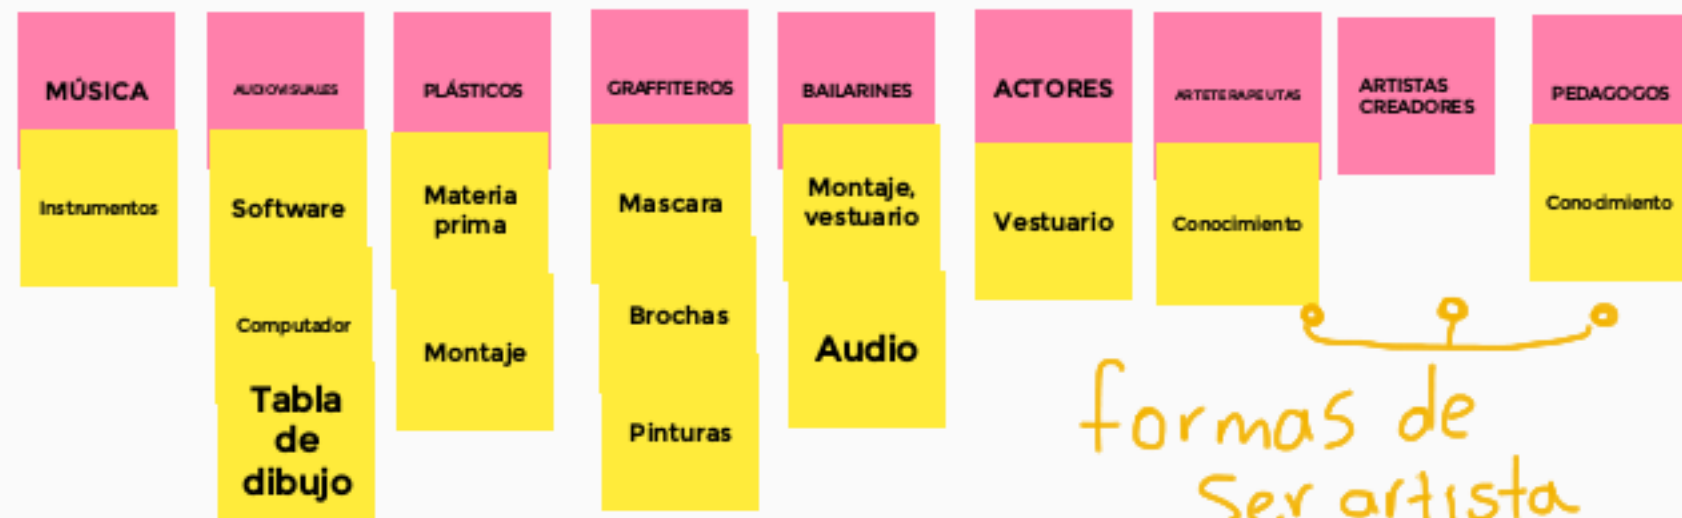 MÚSICA
AUDIOVISUALES
PLÁSTICOS
GRAFFITEROS
BAILARINES
ACTORES
ARTETERAPEUTAS
ARTISTAS
CREADORES
PEDAGOGOS
Instrumentos
Software
Computador
Tabla
de
dibujo
Materia
prima
Montaje
Mascara
Brochas
Pinturas
Montaje,
vestuario
Audio
Vestuario
Conocimiento
Conocimiento
formas de
Ser artista